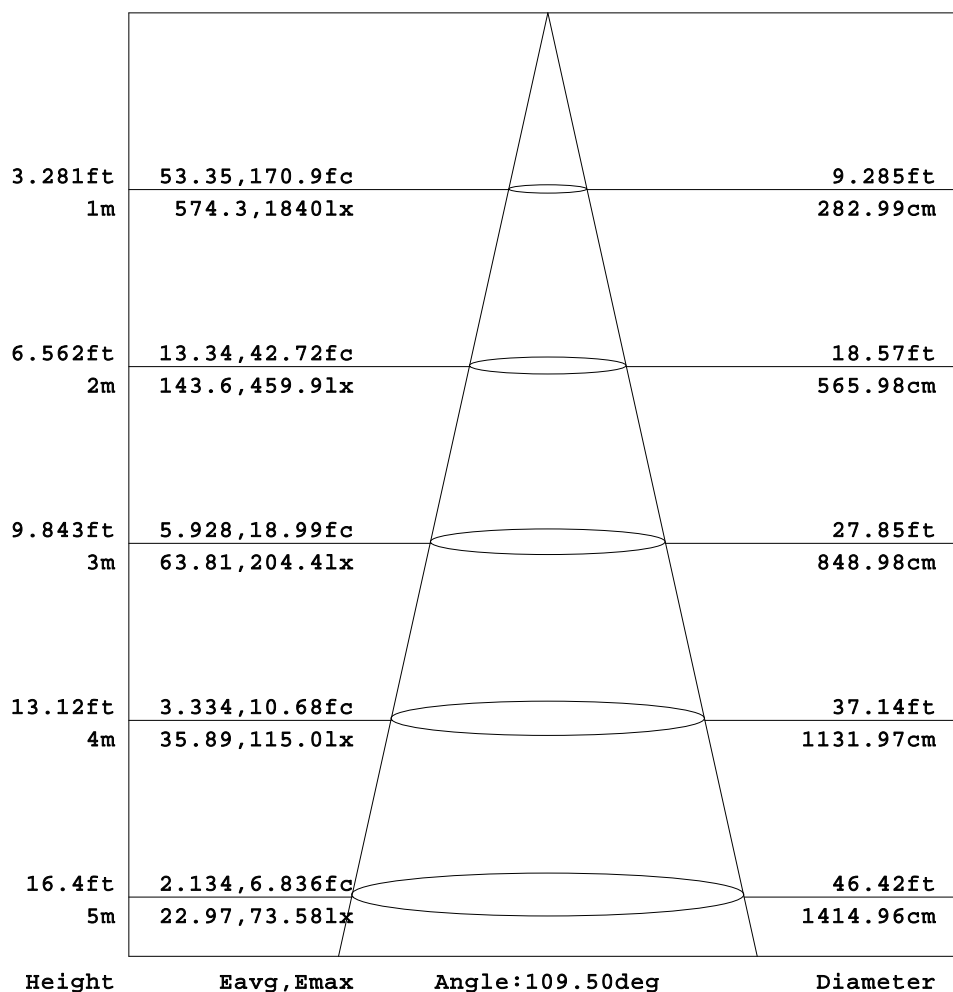 3.281ft 53.35,170.9fc 9.285ft
1m 574.3,1840lx 282.99cm
6.562ft 13.34,42.72fc 18.57ft
2m 143.6,459.9lx 565.98cm
9.843ft 5.928,18.99fc 27.85ft
3m 63.81,204.4lx 848.98cm
13.12ft 3.334,10.68fc 37.14ft
4m 35.89,115.0lx 1131.97cm
16.4ft 2.134,6.836fc 46.42ft
5m 22.97,73.58lx 1414.96cm
Height Eavg,Emax Angle:109.50deg Diameter